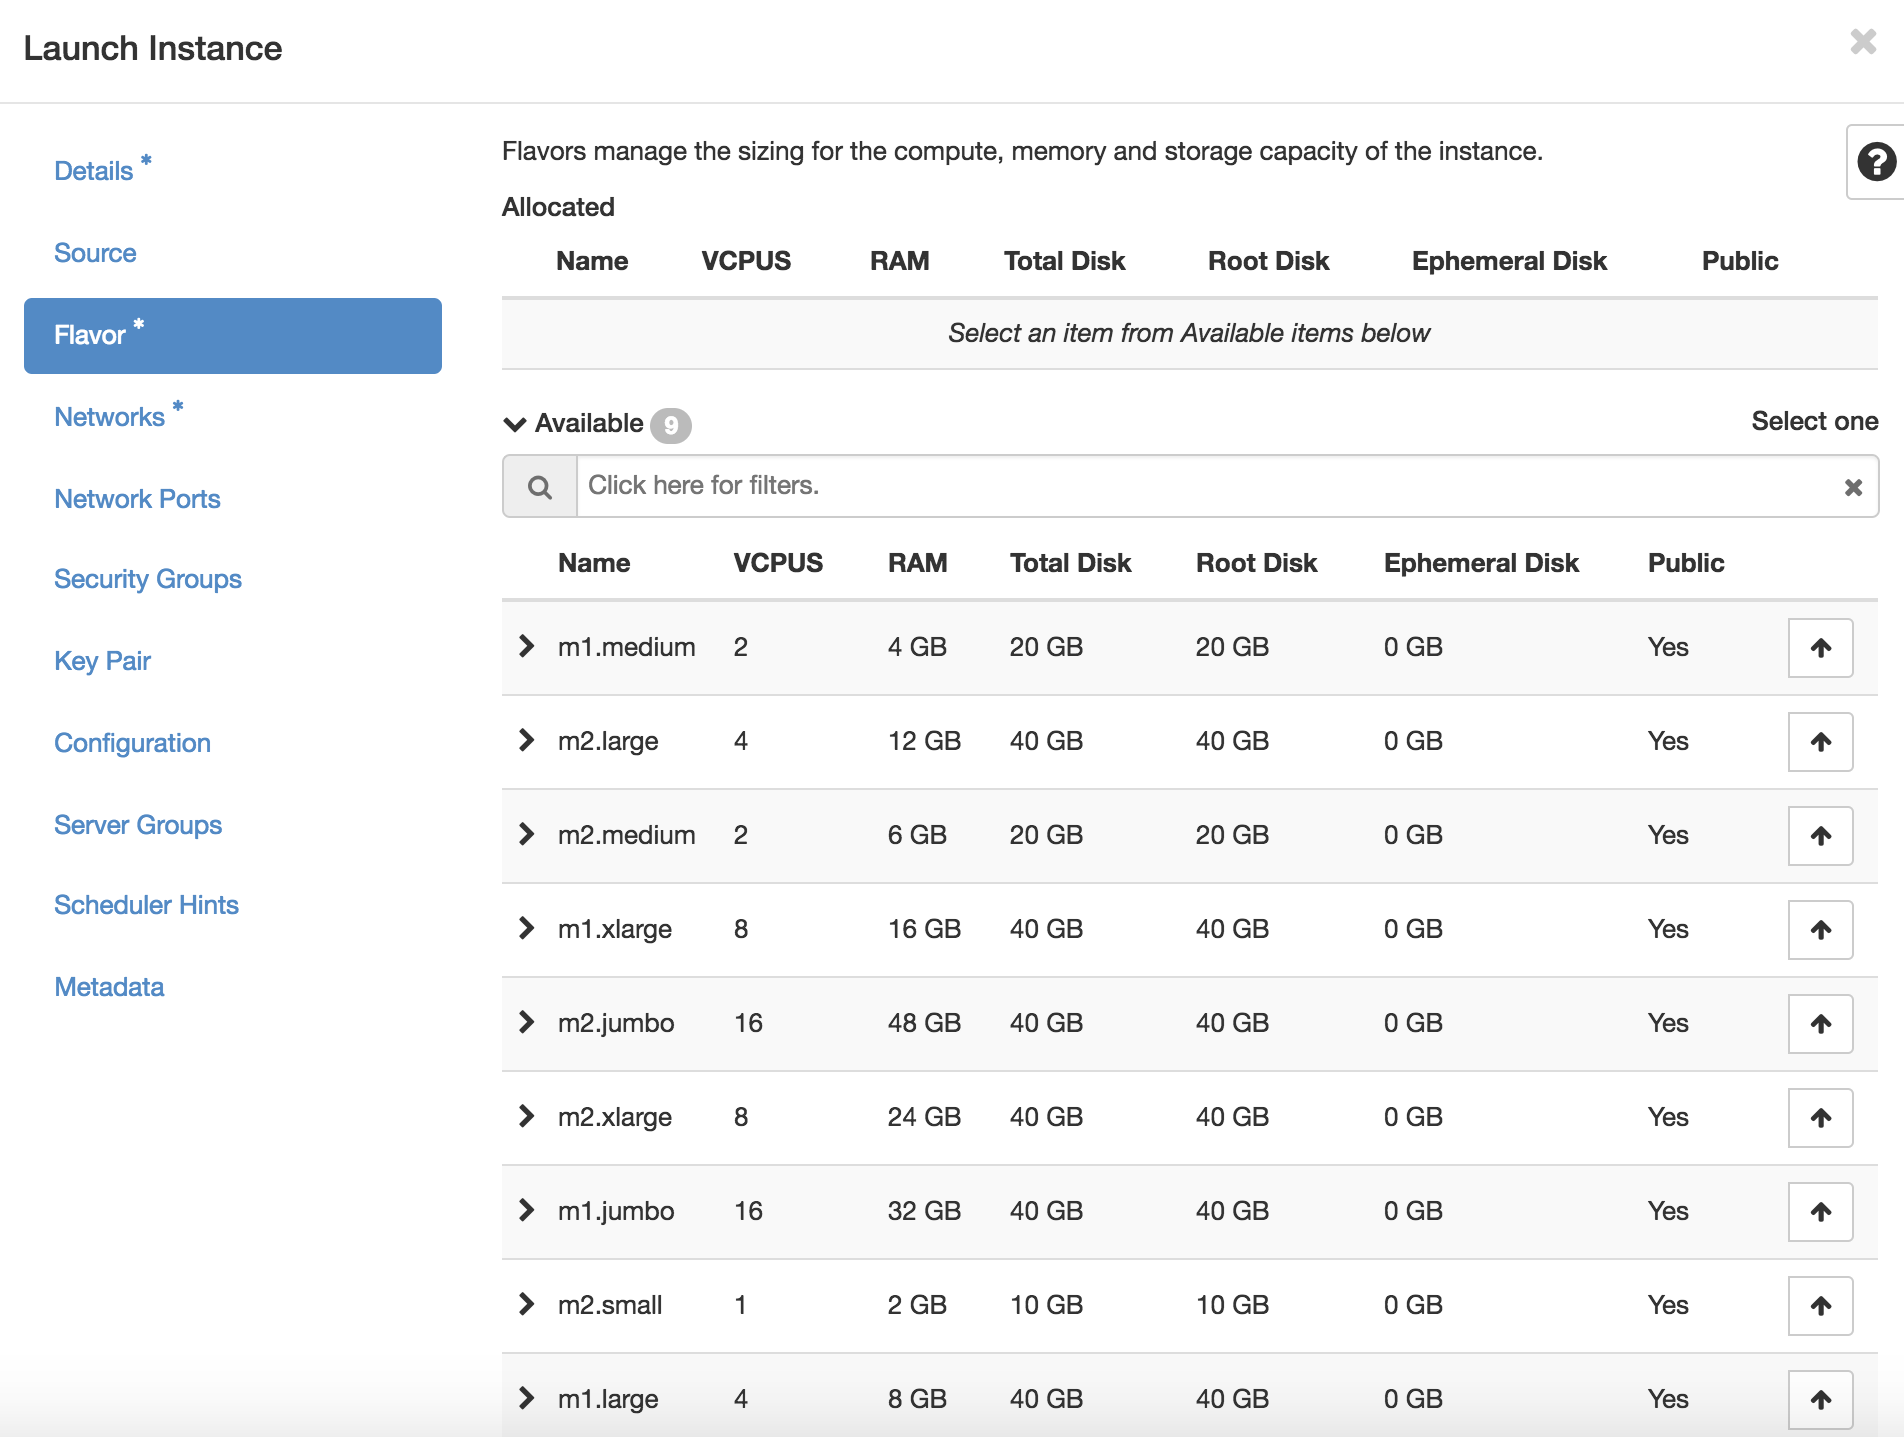 Launch Instance
Details *
Source
Flavor *
Networks *
Network Ports
Security Groups
Key Pair
Configuration
Server Groups
Scheduler Hints
Metadata
Flavors manage the sizing for the compute, memory and storage capacity of the instance.
Allocated
Name VCPUS RAM Total Disk Root Disk Ephemeral Disk Public
Select an item from Available items below
Available 9 Select one
Click here for filters.
Name VCPUS RAM Total Disk Root Disk Ephemeral Disk Public
m1.medium 2 4 GB 20 GB 20 GB 0 GB Yes
m2.large 4 12 GB 40 GB 40 GB 0 GB Yes
m2.medium 2 6 GB 20 GB 20 GB 0 GB Yes
m1.xlarge 8 16 GB 40 GB 40 GB 0 GB Yes
m2.jumbo 16 48 GB 40 GB 40 GB 0 GB Yes
m2.xlarge 8 24 GB 40 GB 40 GB 0 GB Yes
m1.jumbo 16 32 GB 40 GB 40 GB 0 GB Yes
m2.small 1 2 GB 10 GB 10 GB 0 GB Yes
m1.large 4 8 GB 40 GB 40 GB 0 GB Yes